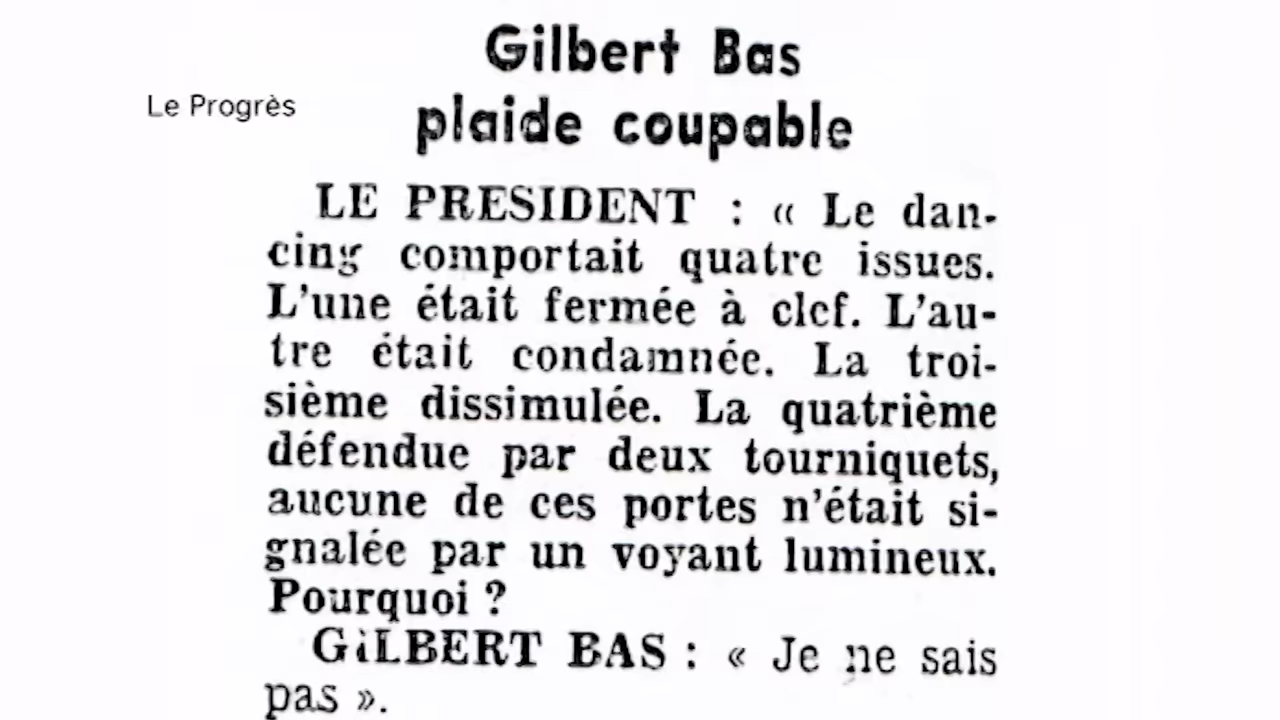 Gilbert Bas
Le Progrès
plaide coupable
LE PRESIDENT : « Le dan-
cing comportait quatre issues.
L'une était fermée à clef. L'au-
tre était condamnée. La troi-
sième dissimulée. La quatrième
défendue par deux tourniquets,
aucune de ces portes n'était si-
gnalée par un voyant lumineux.
Pourquoi ?
GILBERT BAS : « Je ne sais
pas ».